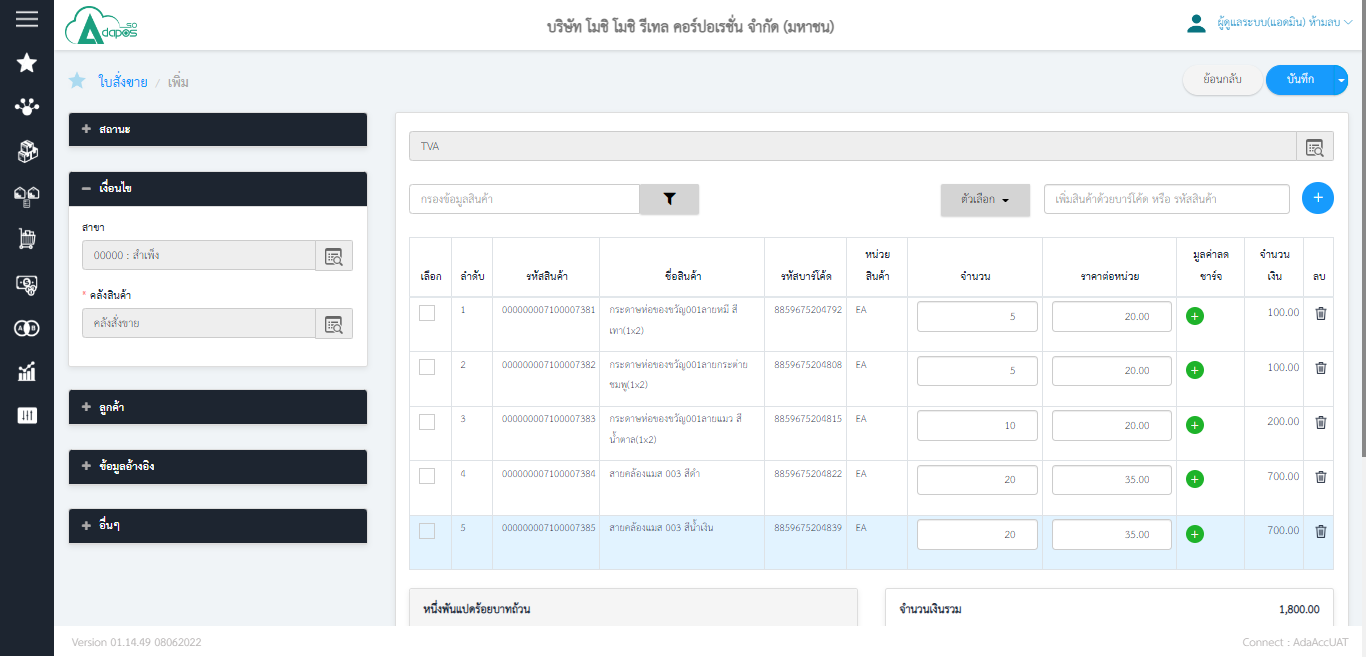 Adapos 5.0
บริษัท โมชิ โมชิ รีเทล คอร์ปอเรชั่น จำกัด (มหาชน)
ผู้ดูแลระบบ(แอดมิน) ห้ามลบ
ใบสั่งขาย / เพิ่ม
ย้อนกลับ
บันทึก
สถานะ
เงื่อนไข
สาขา
00000 : สำเพ็ง
* คลังสินค้า
คลังสั่งขาย
ลูกค้า
ข้อมูลอ้างอิง
อื่นๆ
TVA
กรองข้อมูลสินค้า
ตัวเลือก
เพิ่มสินค้าด้วยบาร์โค้ด หรือ รหัสสินค้า
เลือก ลำดับ รหัสสินค้า ชื่อสินค้า รหัสบาร์โค้ด หน่วยสินค้า จำนวน ราคาต่อหน่วย มูลค่าลดชาร์จ จำนวนเงิน ลบ
1 000000007100007381 กระดาษห่อของขวัญ001ลายหมี สีเทา(1x2) 8859675204792 EA 5 20.00 100.00
2 000000007100007382 กระดาษห่อของขวัญ001ลายกระต่ายชมพู(1x2) 8859675204808 EA 5 20.00 100.00
3 000000007100007383 กระดาษห่อของขวัญ001ลายแมว สีน้ำตาล(1x2) 8859675204815 EA 10 20.00 200.00
4 000000007100007384 สายคล้องแมส 003 สีดำ 8859675204822 EA 20 35.00 700.00
5 000000007100007385 สายคล้องแมส 003 สีน้ำเงิน 8859675204839 EA 20 35.00 700.00
หนึ่งพันแปดร้อยบาทถ้วน
จำนวนเงินรวม 1,800.00
Version 01.14.49 08062022
Connect : AdaAccUAT